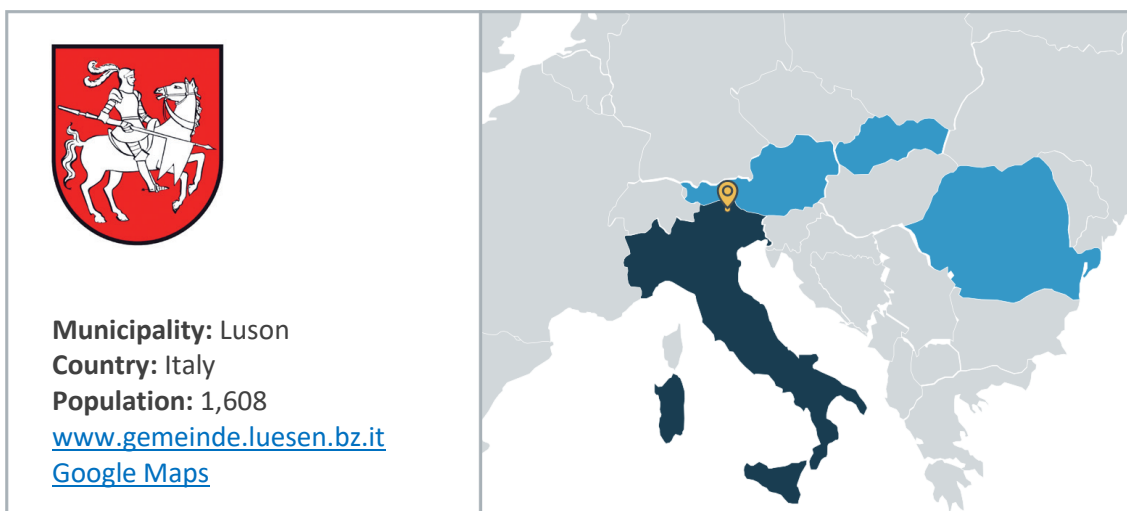 Municipality: Luson
Country: Italy
Population: 1,608
www.gemeinde.luesen.bz.it
Google Maps